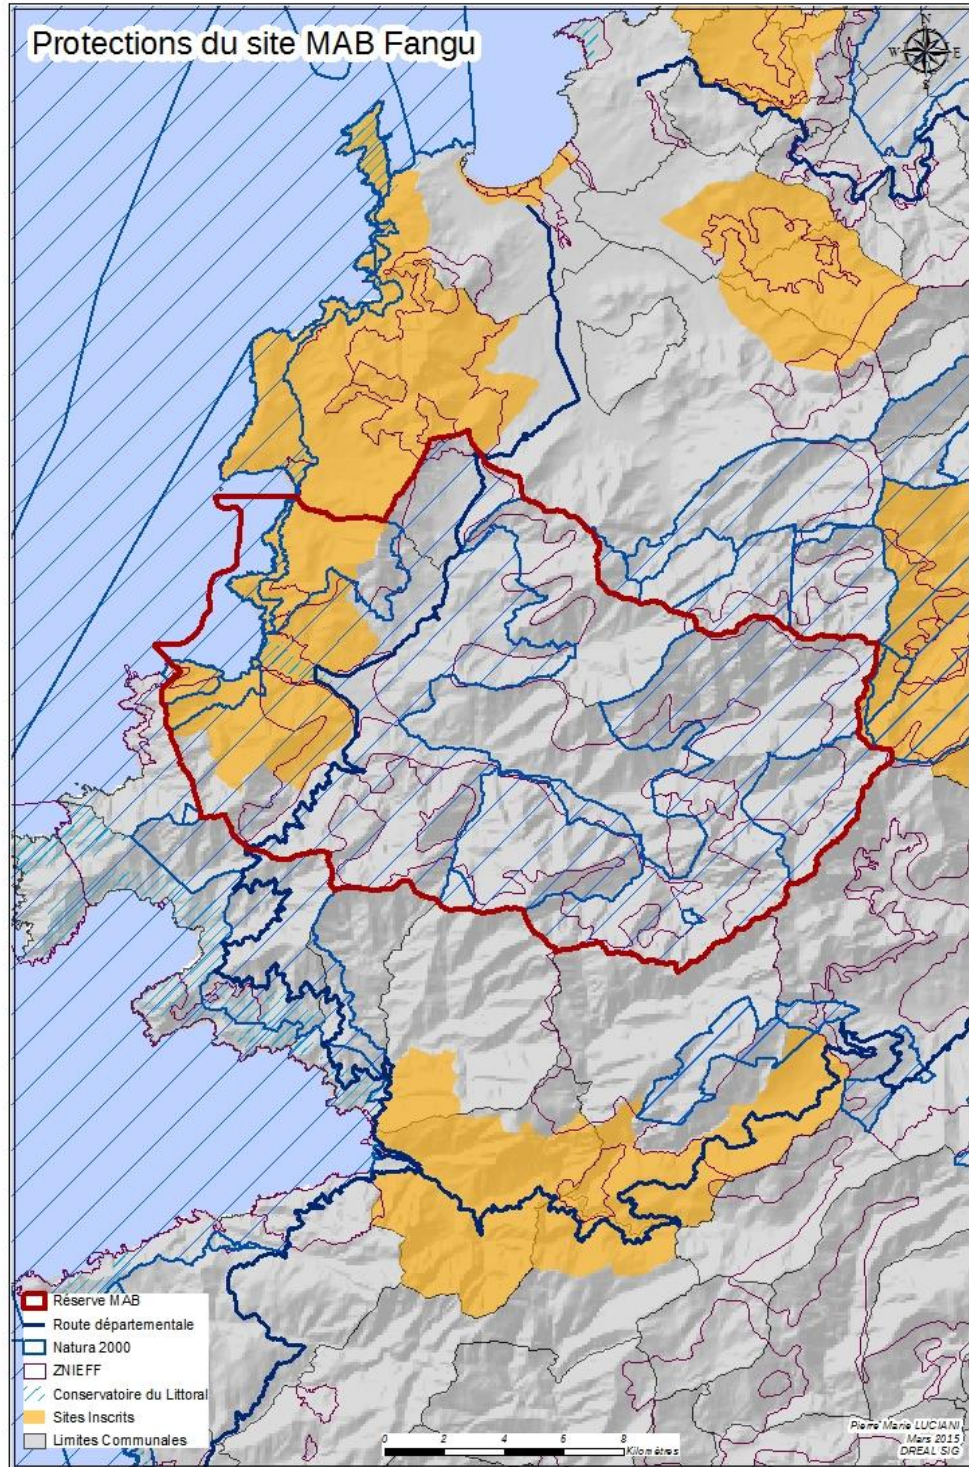 Protections du site MAB Fangu
N
W E
S
Réserve MAB
Route départementale
Natura 2000
ZNIEFF
Conservatoire du Littoral
Sites Inscrits
Limites Communales
0 2 4 6 8
Kilomètres
Pierre Marie LUCIANI
Mars 2015
DREAL SIG